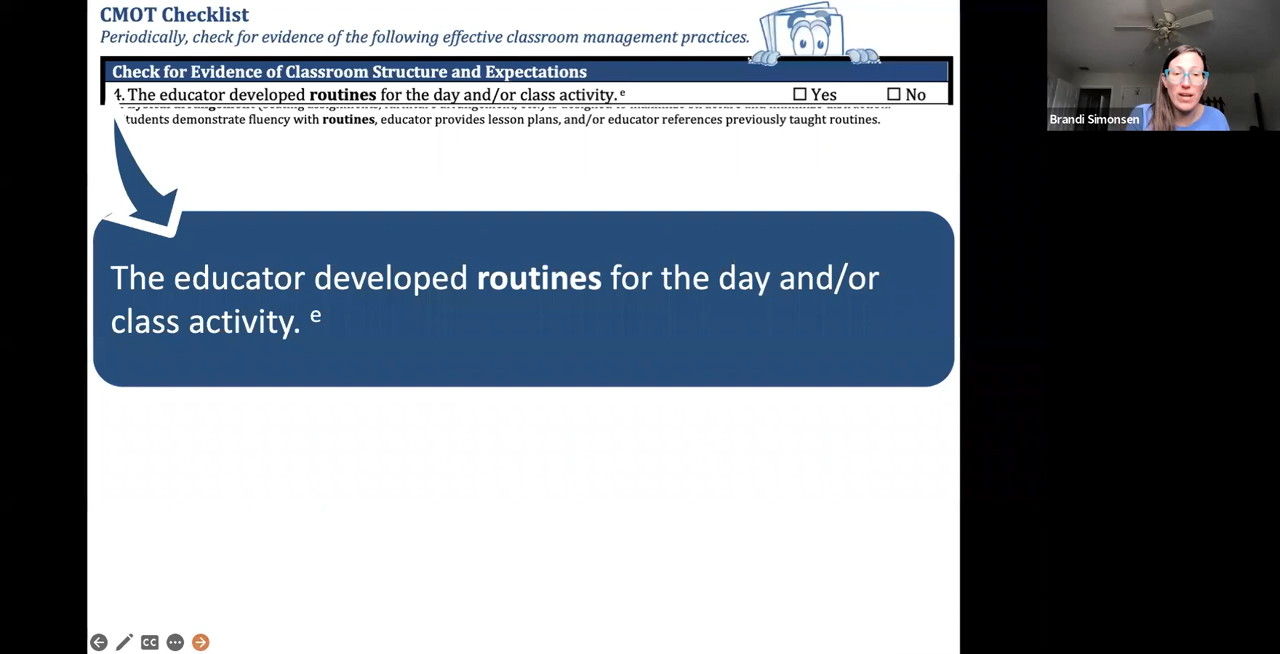 CMOT Checklist
Periodically, check for evidence of the following effective classroom management practices.
Check for Evidence of Classroom Structure and Expectations
4. The educator developed routines for the day and/or class activity. e ☐ Yes ☐ No
students demonstrate fluency with routines, educator provides lesson plans, and/or educator references previously taught routines.
The educator developed routines for the day and/or
class activity. e
CC
Brandi Simonsen